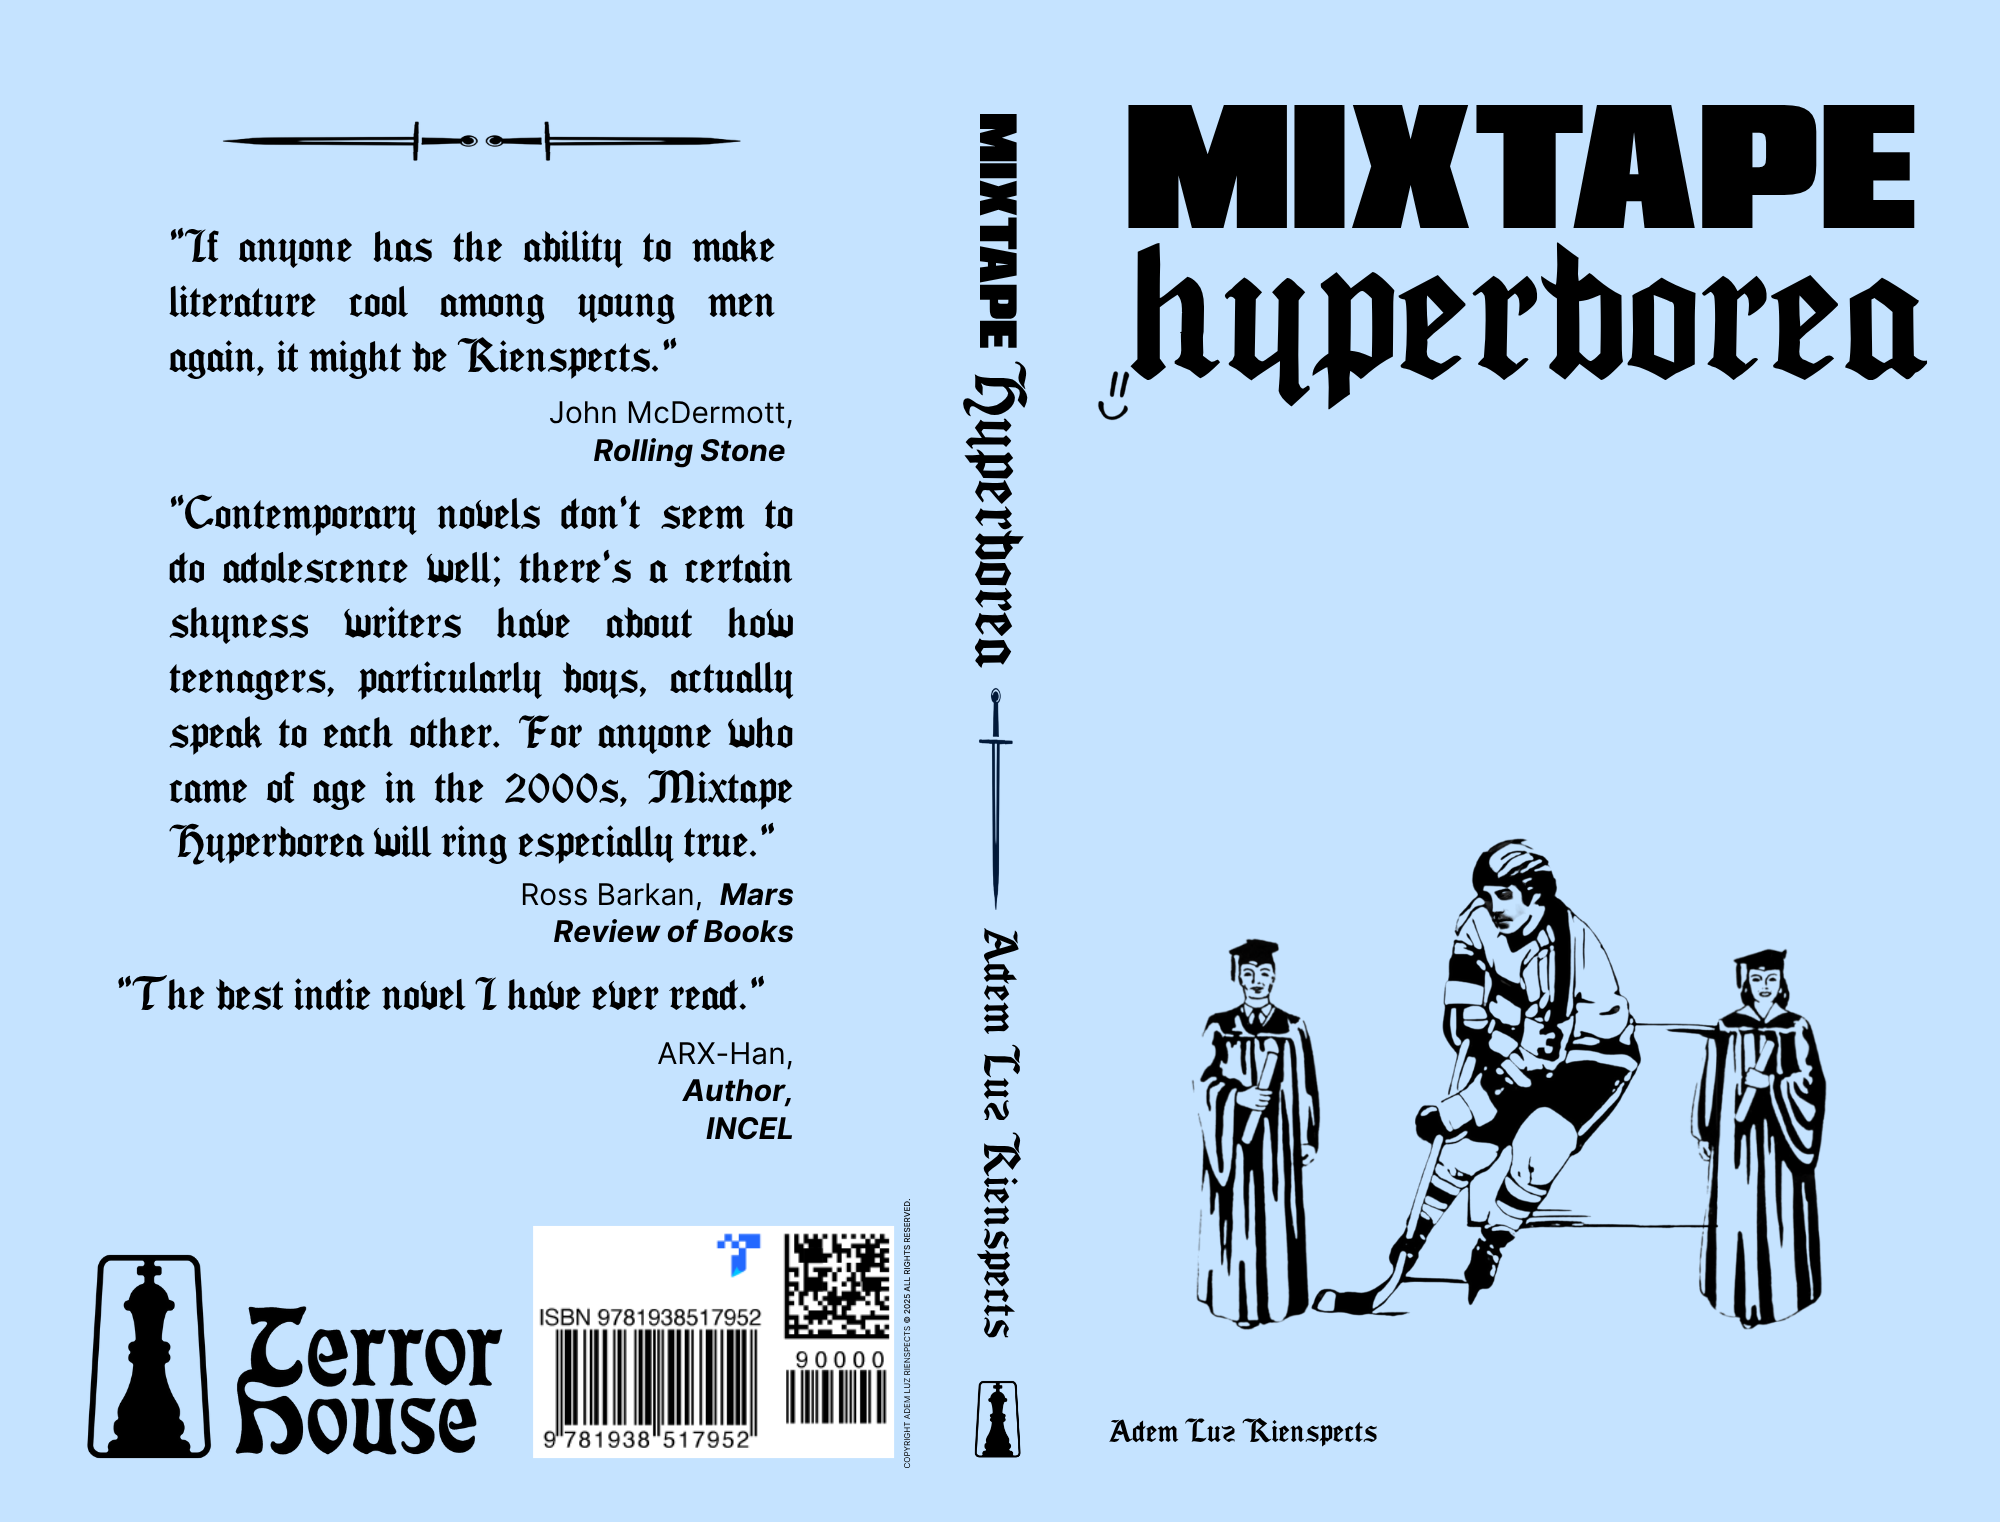 "If anyone has the ability to make
literature cool among young men
again, it might be Rienspects."
John McDermott,
Rolling Stone
"Contemporary novels don't seem to
do adolescence well; there's a certain
shyness writers have about how
teenagers, particularly boys, actually
speak to each other. For anyone who
came of age in the 2000s, Mixtape
Hyperborea will ring especially true."
Ross Barkan, Mars
Review of Books
"The best indie novel I have ever read."
ARX-Han,
Author,
INCEL
Terror
House
ISBN 9781938517952
90000
9 781938 517952
COPYRIGHT ADEM LUZ RIENSPECTS © 2025 ALL RIGHTS RESERVED.
MIXTAPE Hyperborea
Adem Luz Rienspects
MIXTAPE
hyperborea
3
Adem Luz Rienspects